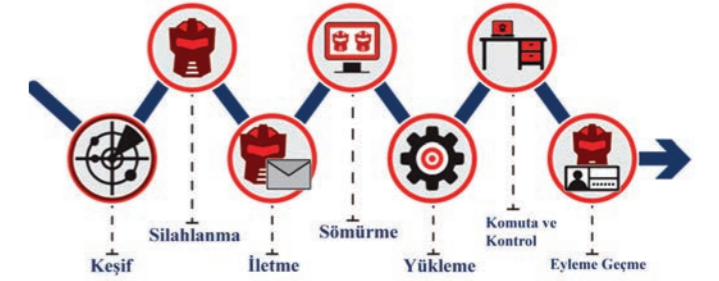 Keşif
Silahlanma
İletme
Sömürme
Yükleme
Komuta ve
Kontrol
Eyleme Geçme